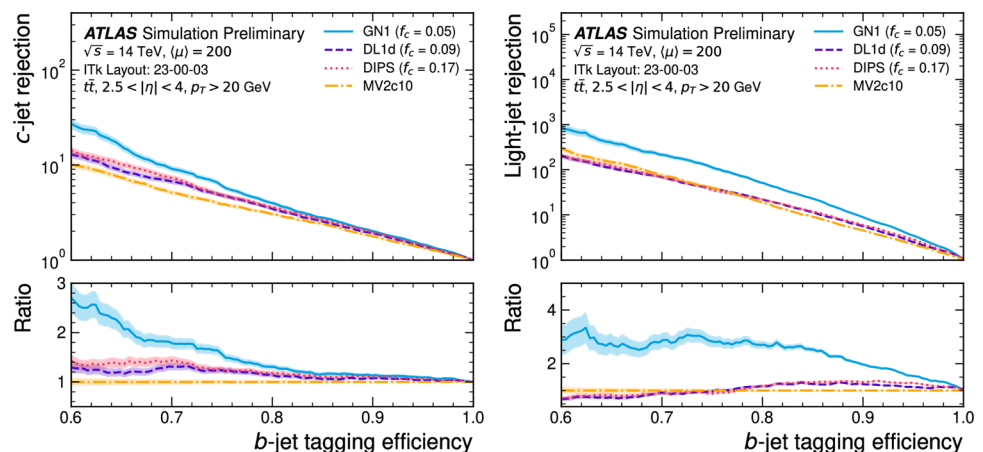 ATLAS Simulation Preliminary
√s = 14 TeV, ⟨μ⟩ = 200
ITk Layout: 23-00-03
tt̄, 2.5 < |η| < 4, pT > 20 GeV
GN1 (fc = 0.05)
DL1d (fc = 0.09)
DIPS (fc = 0.17)
MV2c10
c-jet rejection
10²
10¹
10⁰
Ratio
3
2
1
0.6 0.7 0.8 0.9 1.0
b-jet tagging efficiency
ATLAS Simulation Preliminary
√s = 14 TeV, ⟨μ⟩ = 200
ITk Layout: 23-00-03
tt̄, 2.5 < |η| < 4, pT > 20 GeV
GN1 (fc = 0.05)
DL1d (fc = 0.09)
DIPS (fc = 0.17)
MV2c10
Light-jet rejection
10⁵
10⁴
10³
10²
10¹
10⁰
Ratio
4
2
0.6 0.7 0.8 0.9 1.0
b-jet tagging efficiency